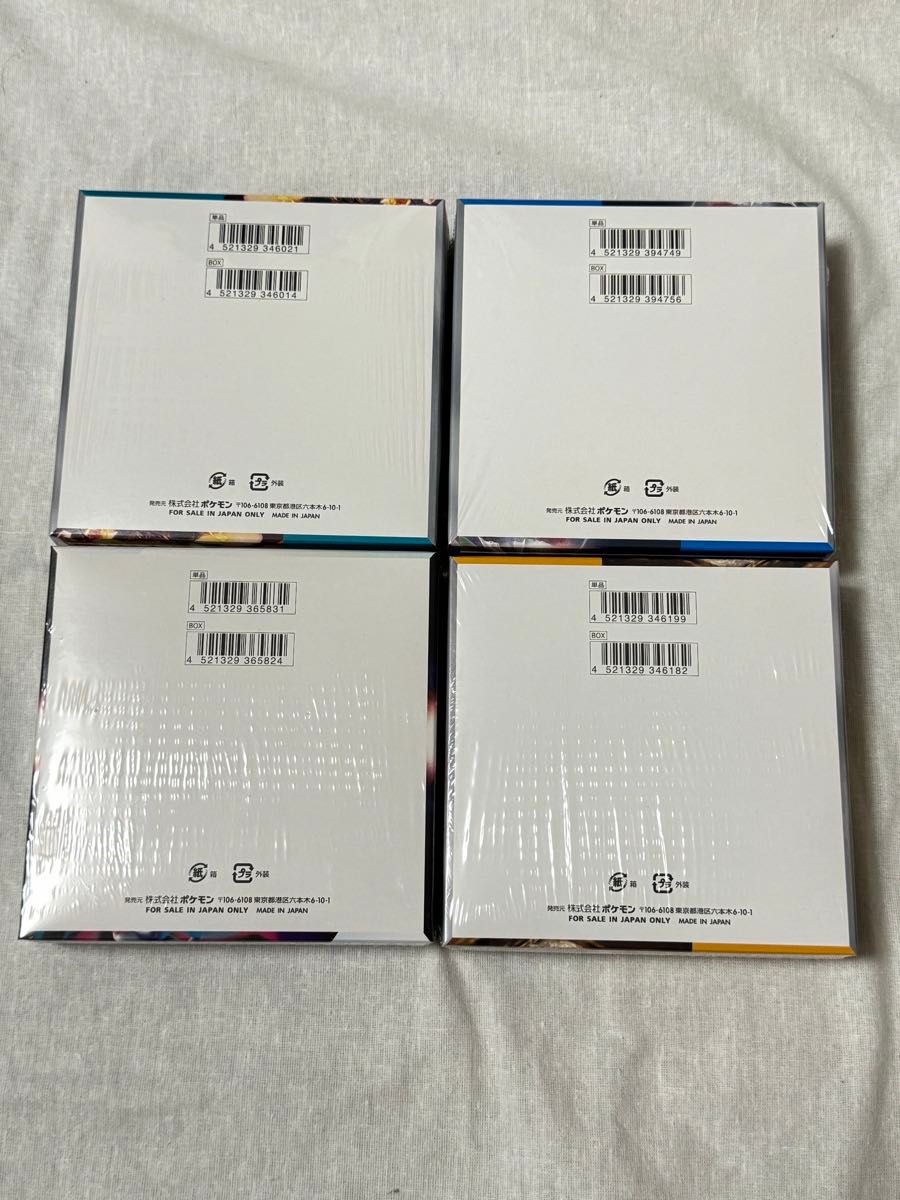 単品
4 521329 346021
BOX
4 521329 346014
紙 箱 プラ 外装
発売元 株式会社ポケモン 〒106-6108 東京都港区六本木6-10-1
FOR SALE IN JAPAN ONLY MADE IN JAPAN
単品
4 521329 394749
BOX
4 521329 394756
紙 箱 プラ 外装
発売元 株式会社ポケモン 〒106-6108 東京都港区六本木6-10-1
FOR SALE IN JAPAN ONLY MADE IN JAPAN
単品
4 521329 365831
BOX
4 521329 365824
紙 箱 プラ 外装
発売元 株式会社ポケモン 〒106-6108 東京都港区六本木6-10-1
FOR SALE IN JAPAN ONLY MADE IN JAPAN
単品
4 521329 346199
BOX
4 521329 346182
紙 箱 プラ 外装
発売元 株式会社ポケモン 〒106-6108 東京都港区六本木6-10-1
FOR SALE IN JAPAN ONLY MADE IN JAPAN